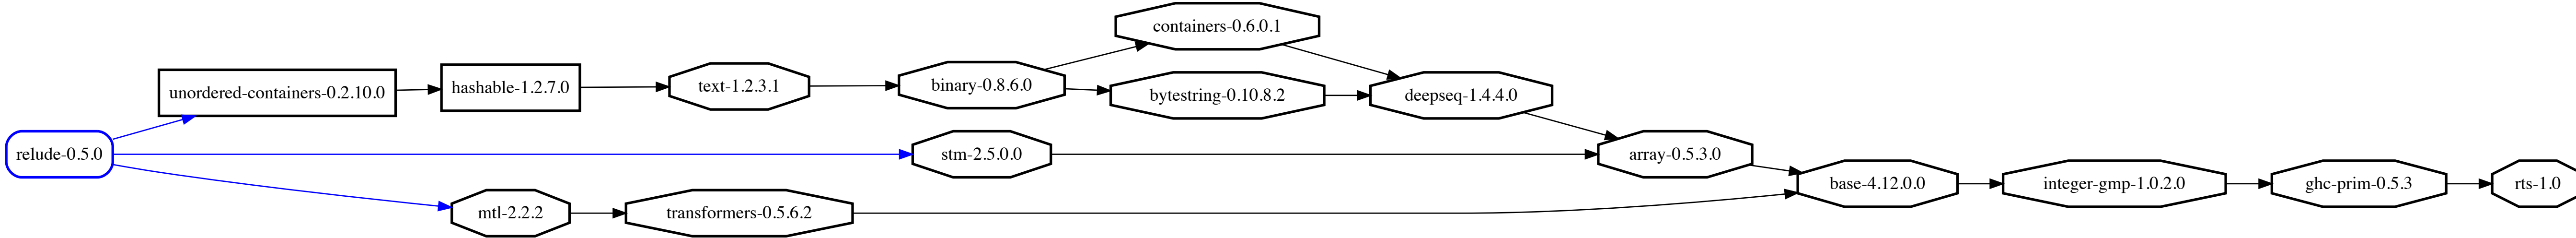 containers-0.6.0.1
unordered-containers-0.2.10.0
hashable-1.2.7.0
text-1.2.3.1
binary-0.8.6.0
bytestring-0.10.8.2
deepseq-1.4.4.0
relude-0.5.0
stm-2.5.0.0
array-0.5.3.0
mtl-2.2.2
transformers-0.5.6.2
base-4.12.0.0
integer-gmp-1.0.2.0
ghc-prim-0.5.3
rts-1.0